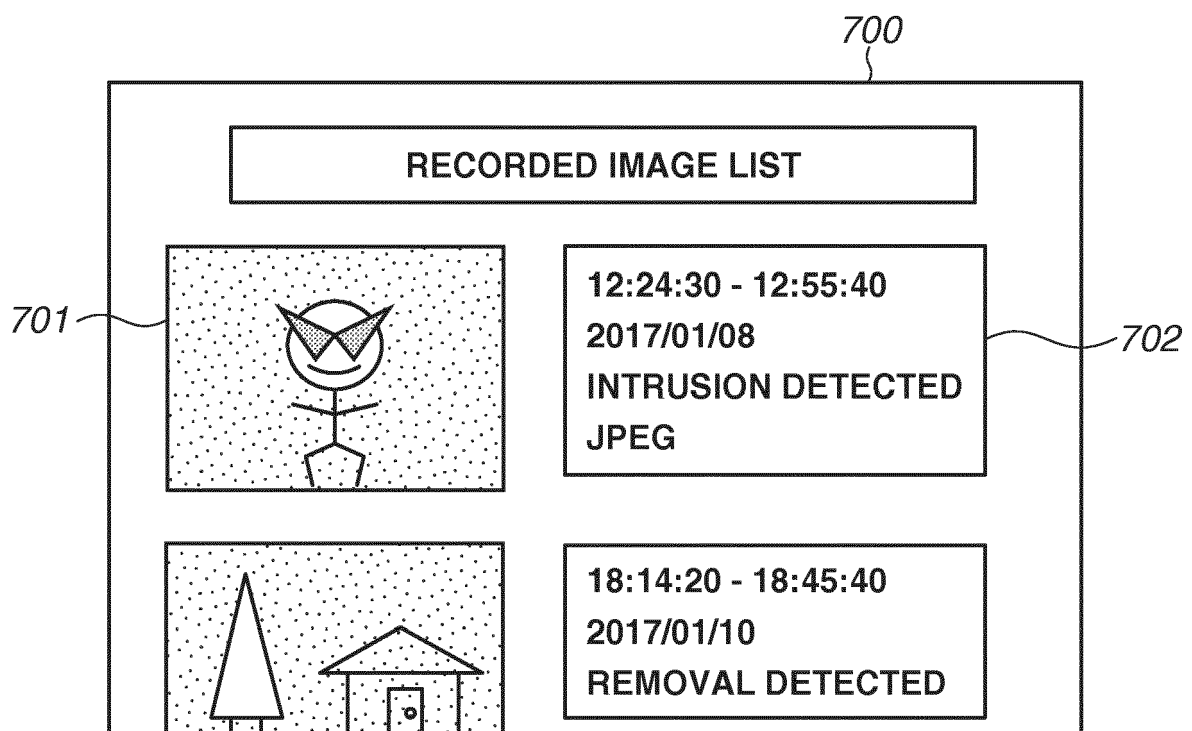 700
RECORDED IMAGE LIST
701
12:24:30 - 12:55:40
2017/01/08
INTRUSION DETECTED
JPEG
702
18:14:20 - 18:45:40
2017/01/10
REMOVAL DETECTED